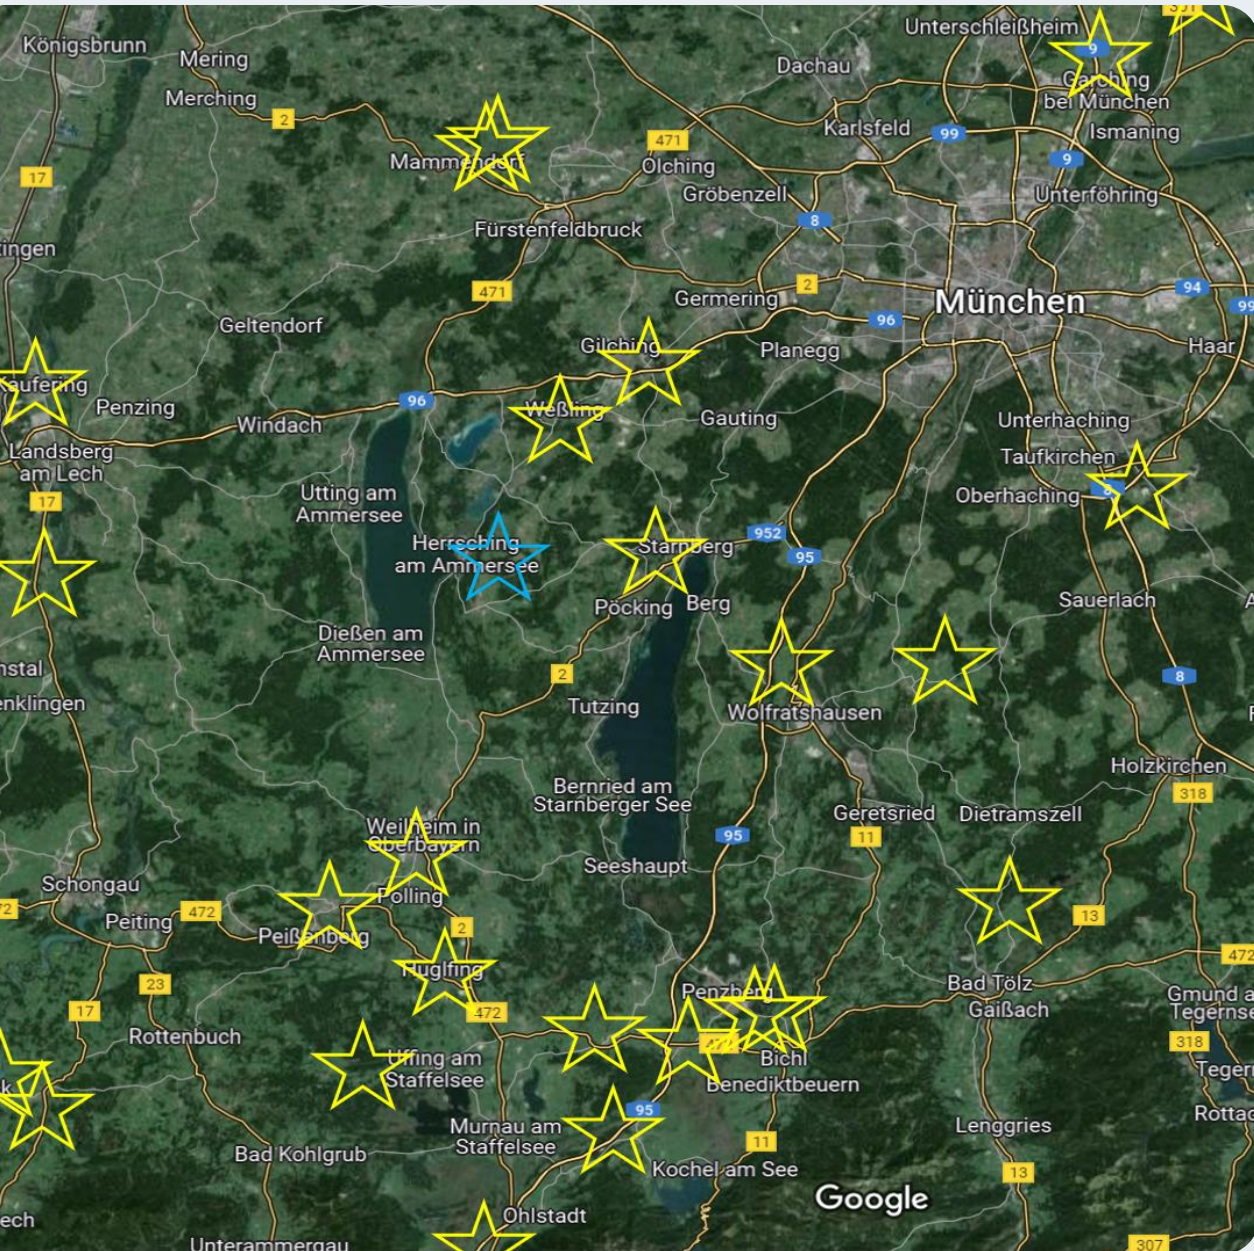 301
Unterschleißheim
Königsbrunn
9
Mering
Dachau
Garching
bei München
Merching
2
Karlsfeld
99
Ismaning
471
9
Mammendorf
Olching
17
Gröbenzell
Unterföhring
8
Fürstenfeldbruck
ingen
2
94
471
Germering
München
99
96
Geltendorf
Gilching
Planegg
Haar
Kaufering
Penzing
96
Weßling
Gauting
Windach
Unterhaching
Landsberg
am Lech
Taufkirchen
8
Utting am
Ammersee
Oberhaching
17
952
Herrsching
am Ammersee
Starnberg
95
Pöcking
Berg
Sauerlach
Dießen am
Ammersee
nstal
2
8
enklingen
Tutzing
Wolfratshausen
Holzkirchen
Bernried am
Starnberger See
318
Geretsried
Dietramszell
Weilheim in
Oberbayern
95
11
Seeshaupt
Schongau
Polling
72
472
13
Peiting
2
Peißenberg
472
Huglfing
Bad Tölz
23
Penzberg
Gmund a
Tegernse
17
472
Gaißach
Rottenbuch
318
Uffing am
Staffelsee
Bichl
Teger
k
Benediktbeuern
95
Rottac
Murnau am
Staffelsee
Lenggries
11
Bad Kohlgrub
Kochel am See
13
Google
ech
Ohlstadt
Unterammergau
307